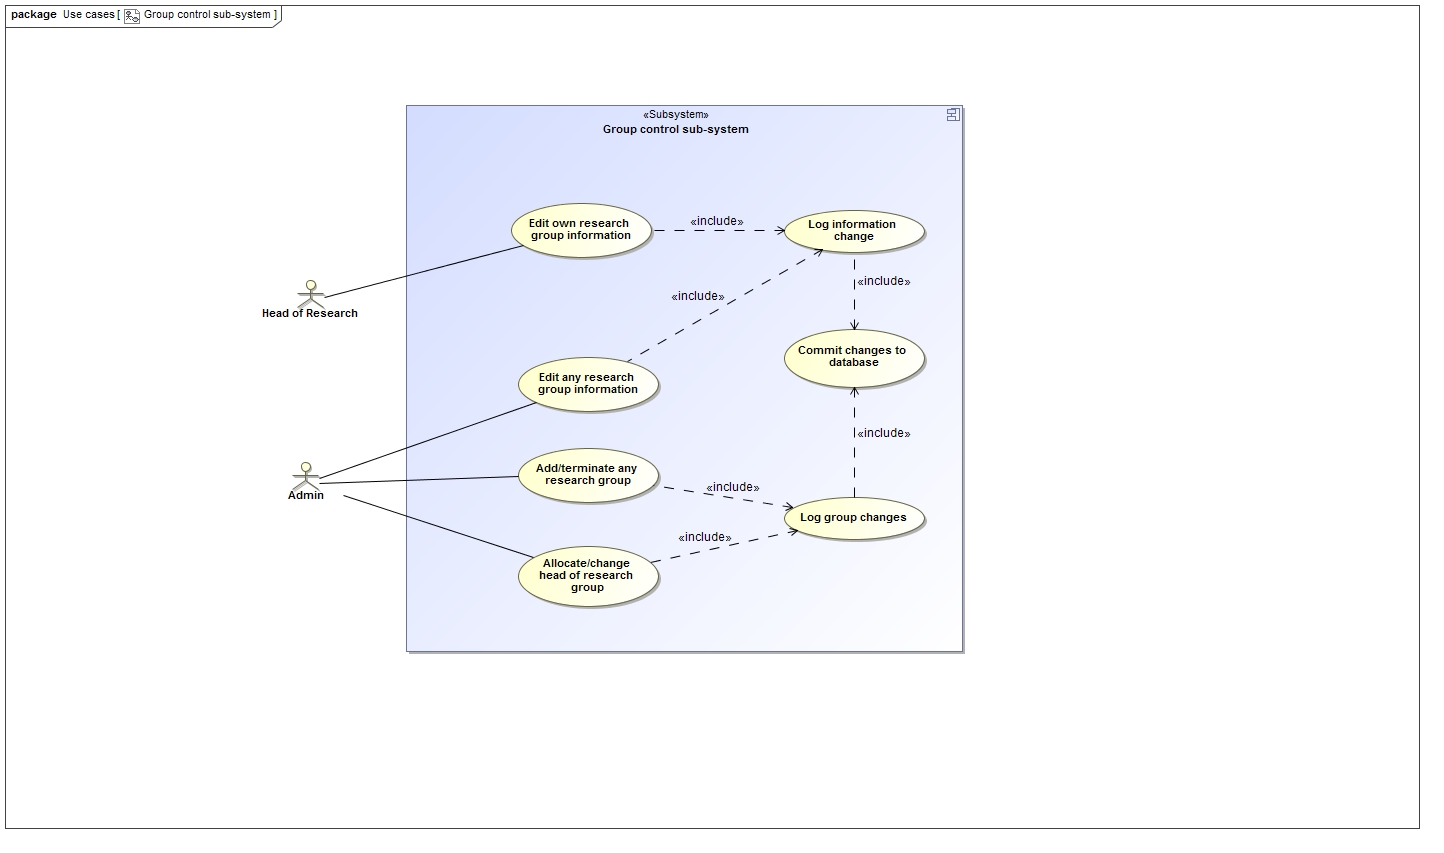 package Use cases [ Group control sub-system ]
«Subsystem»
Group control sub-system
Edit own research
group information
«include»
Log information
change
«include»
Head of Research
«include»
Commit changes to
database
Edit any research
group information
«include»
Admin
Add/terminate any
research group
«include»
Log group changes
«include»
Allocate/change
head of research
group